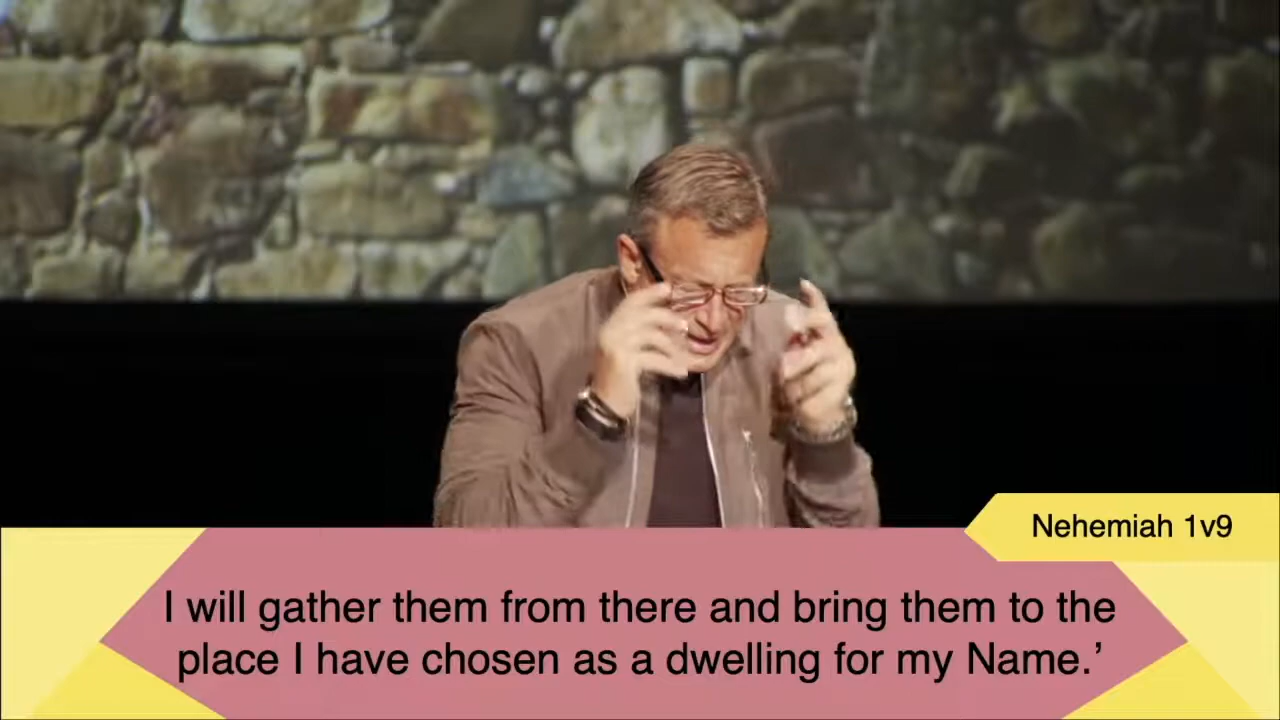 Nehemiah 1v9
I will gather them from there and bring them to the
place I have chosen as a dwelling for my Name.’